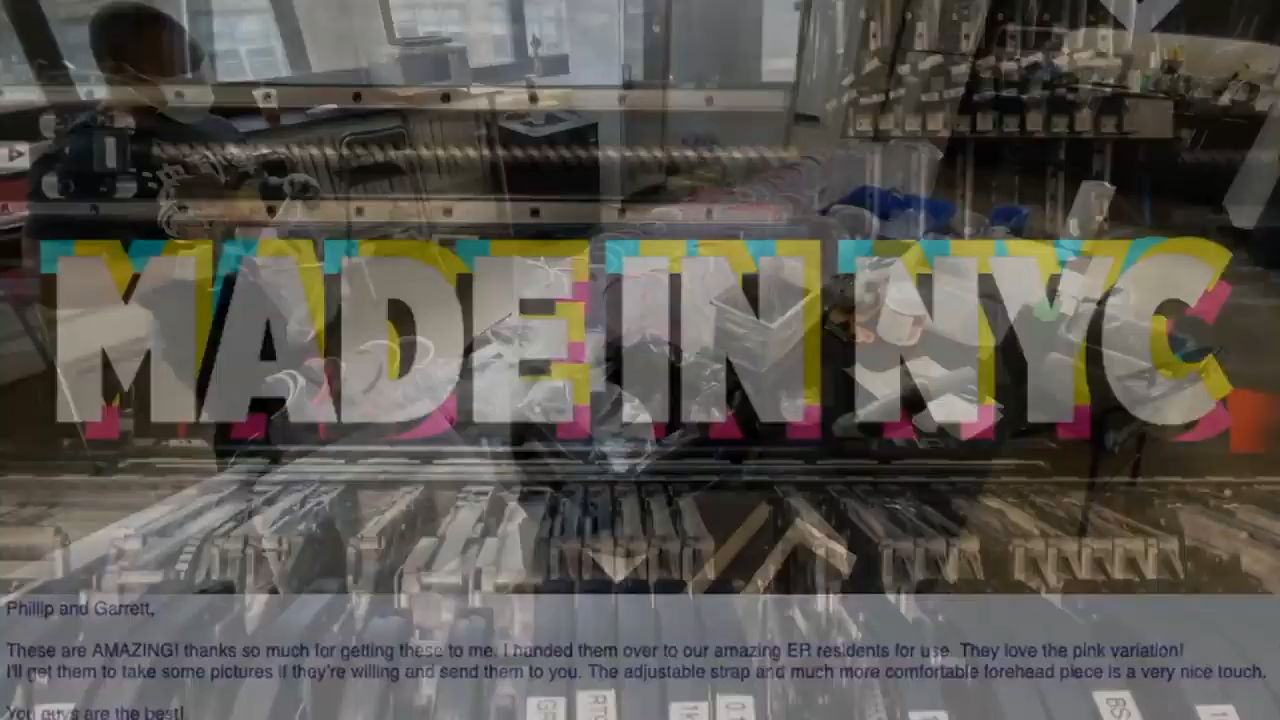 MADE IN NYC
Phillip and Garrett,
These are AMAZING! thanks so much for getting these to me. I handed them over to our amazing ER residents for use. They love the pink variation!
I'll get them to take some pictures if they're willing and send them to you. The adjustable strap and much more comfortable forehead piece is a very nice touch.
You guys are the best!